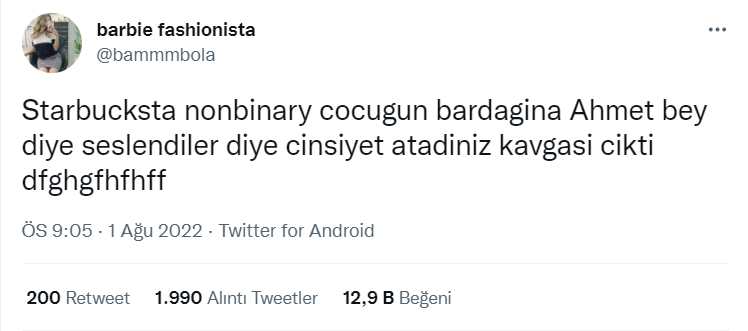 barbie fashionista
@bammmbola
Starbucksta nonbinary cocugun bardagina Ahmet bey
diye seslendiler diye cinsiyet atadiniz kavgasi cikti
dfghgfhfhff
ÖS 9:05 · 1 Ağu 2022 · Twitter for Android
200 Retweet 1.990 Alıntı Tweetler 12,9 B Beğeni